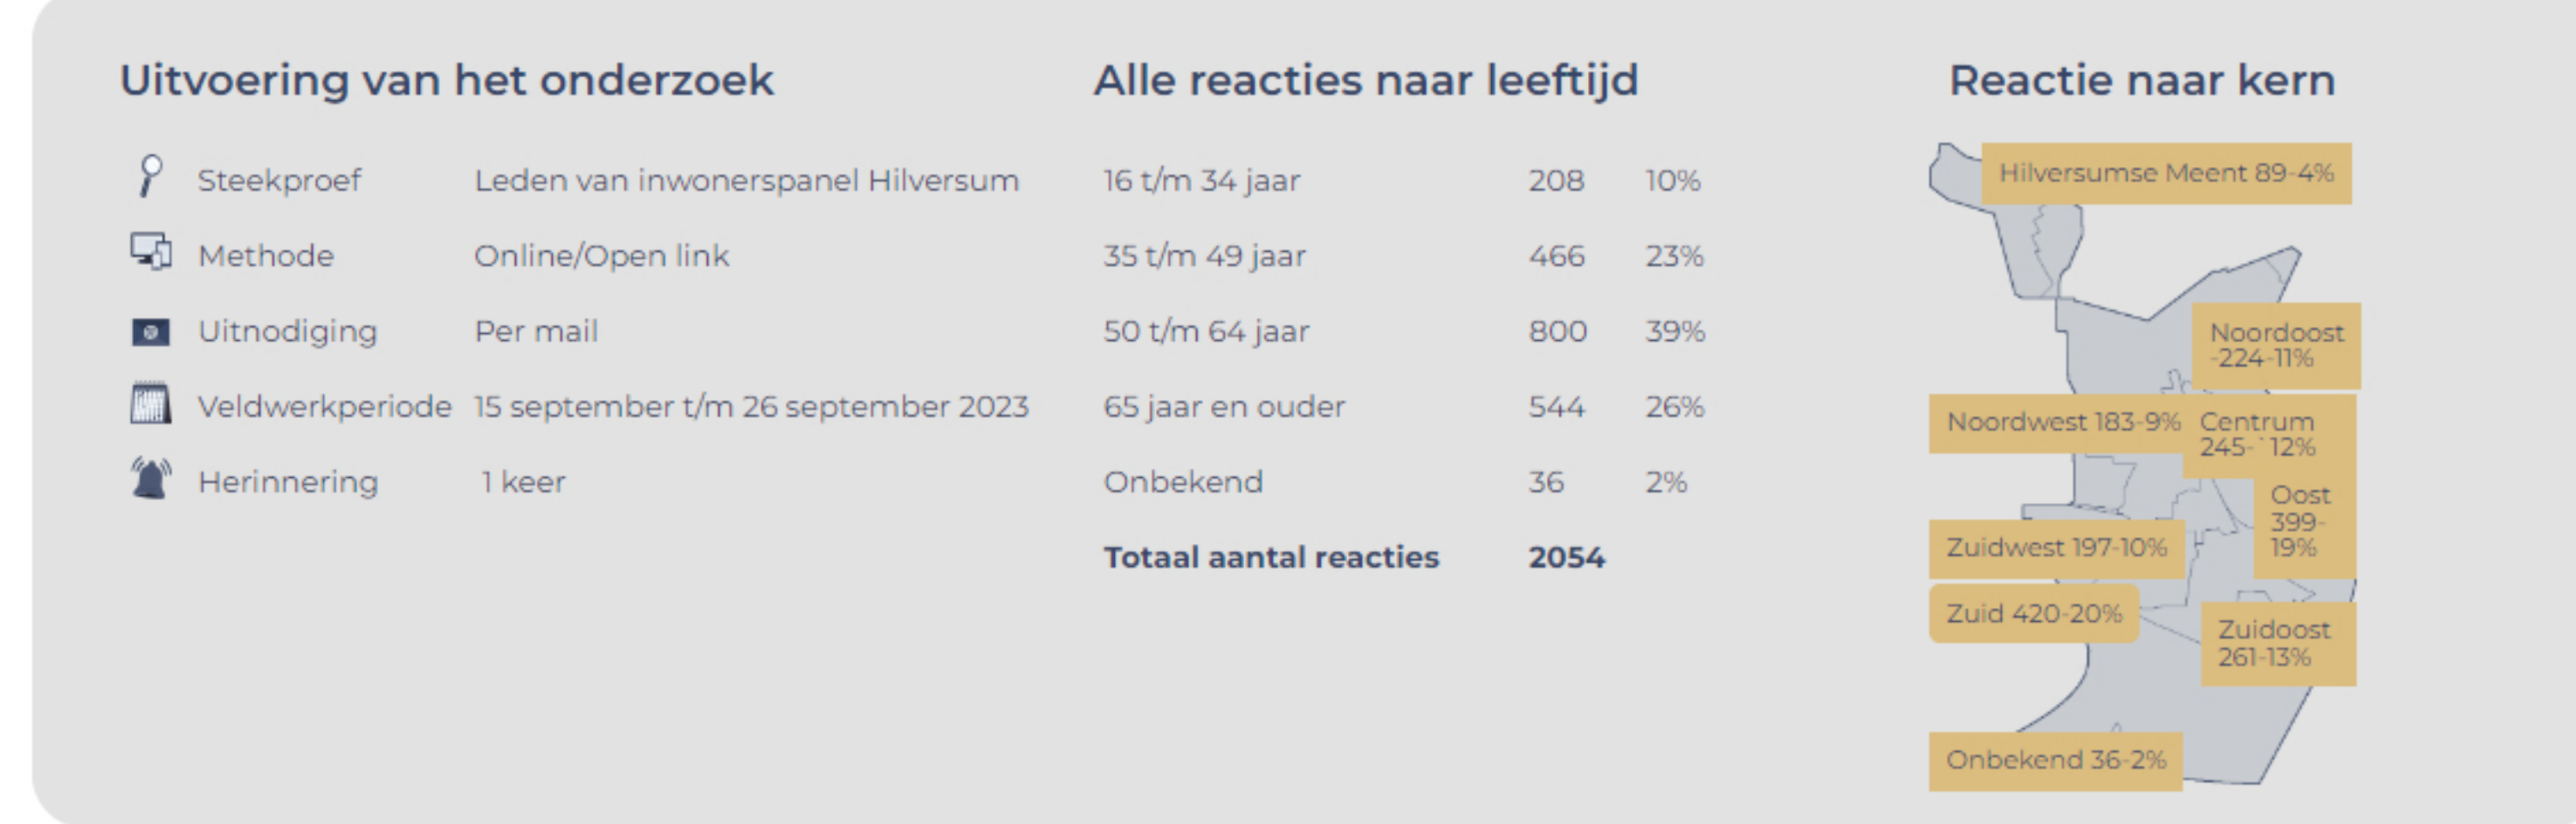 Uitvoering van het onderzoek
Steekproef Leden van inwonerspanel Hilversum
Methode Online/Open link
Uitnodiging Per mail
Veldwerkperiode 15 september t/m 26 september 2023
Herinnering 1 keer
Alle reacties naar leeftijd
16 t/m 34 jaar 208 10%
35 t/m 49 jaar 466 23%
50 t/m 64 jaar 800 39%
65 jaar en ouder 544 26%
Onbekend 36 2%
Totaal aantal reacties 2054
Reactie naar kern
Hilversumse Meent 89-4%
Noordoost
-224-11%
Noordwest 183-9%
Centrum
245-`12%
Oost
399-
19%
Zuidwest 197-10%
Zuid 420-20%
Zuidoost
261-13%
Onbekend 36-2%